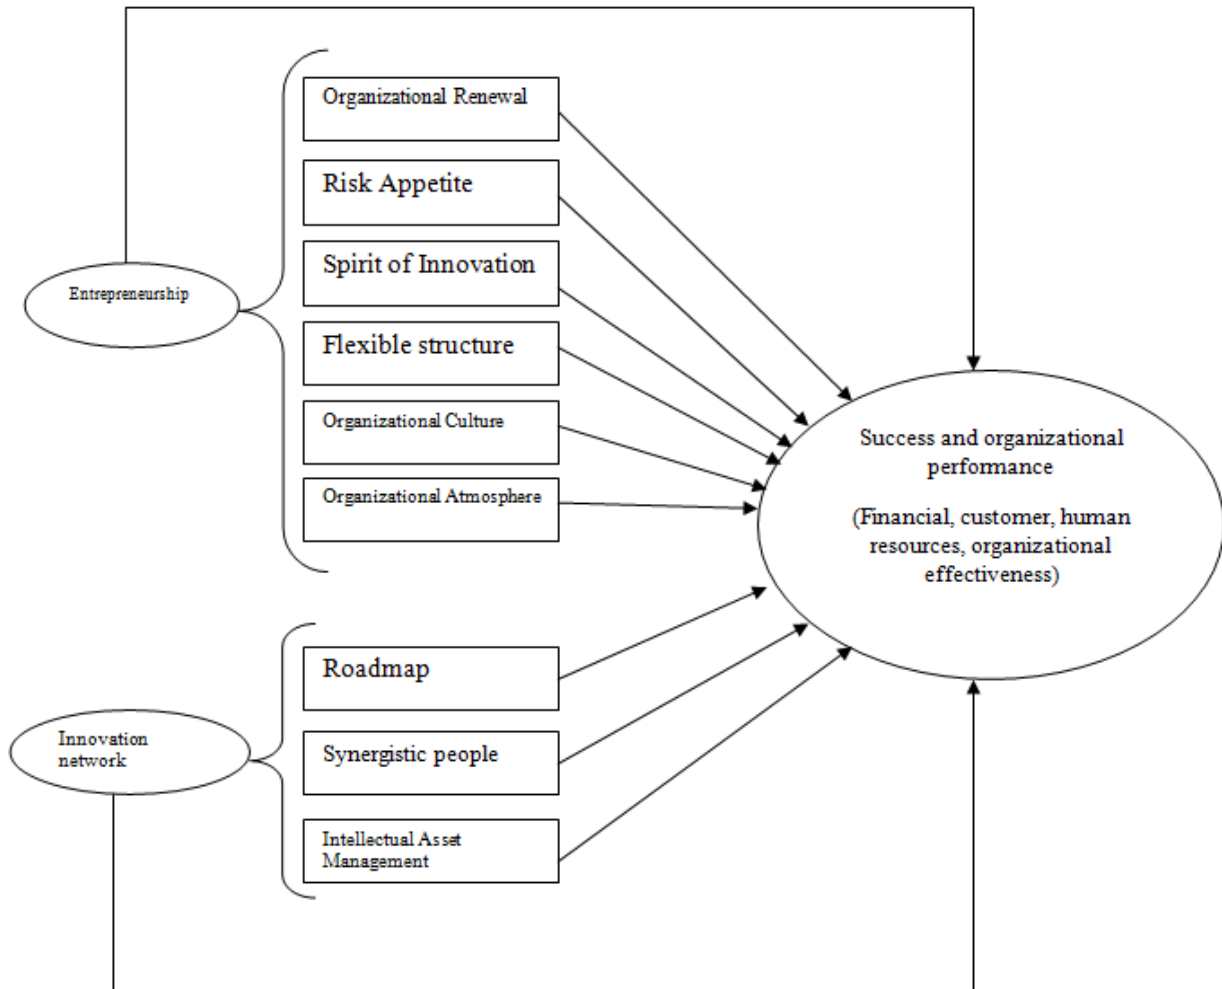 Entrepreneurship
Organizational Renewal
Risk Appetite
Spirit of Innovation
Flexible structure
Organizational Culture
Organizational Atmosphere
Innovation
network
Roadmap
Synergistic people
Intellectual Asset
Management
Success and organizational
performance
(Financial, customer, human
resources, organizational
effectiveness)